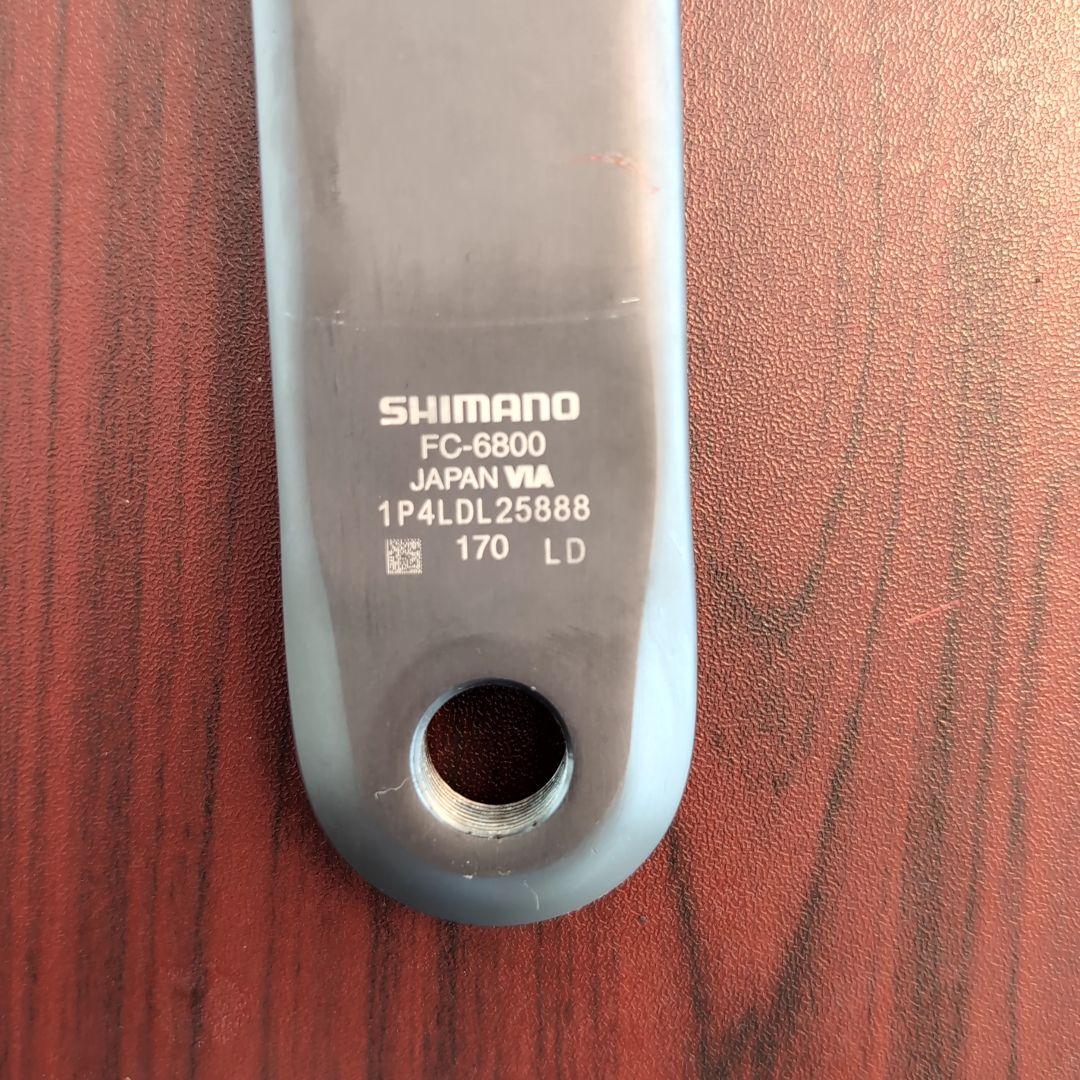 SHIMANO
FC-6800
JAPAN VIA
1P4LDL25888
170 LD